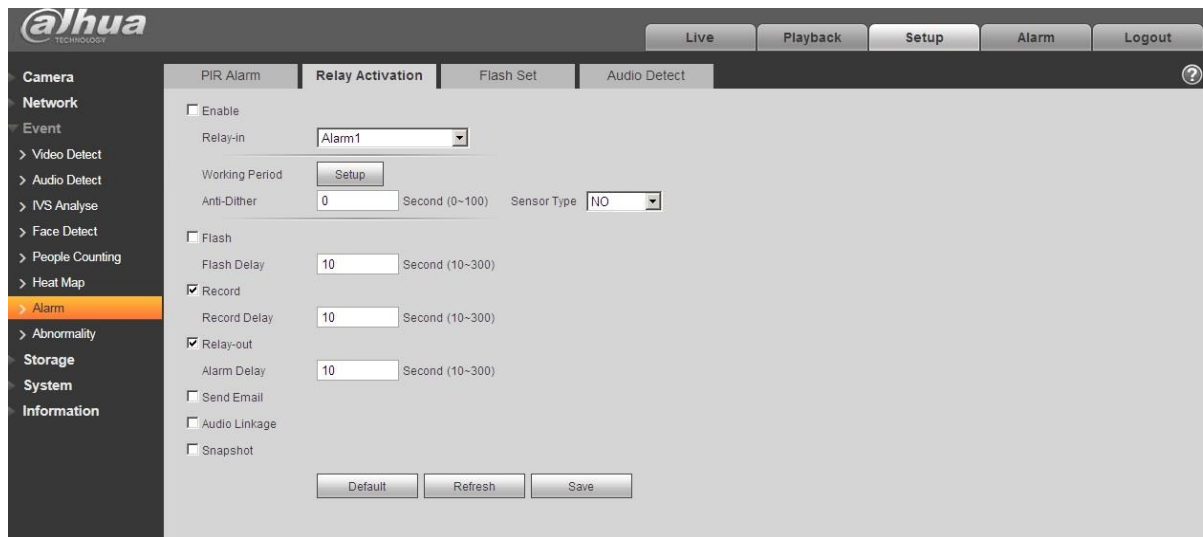 alhua
TECHNOLOGY
Live Playback Setup Alarm Logout
PIR Alarm Relay Activation Flash Set Audio Detect ?
Camera
Network
Event
> Video Detect
> Audio Detect
> IVS Analyse
> Face Detect
> People Counting
> Heat Map
> Alarm
> Abnormality
Storage
System
Information
Enable
Relay-in Alarm1
Working Period Setup
Anti-Dither 0 Second (0~100) Sensor Type NO
Flash
Flash Delay 10 Second (10~300)
Record
Record Delay 10 Second (10~300)
Relay-out
Alarm Delay 10 Second (10~300)
Send Email
Audio Linkage
Snapshot
Default Refresh Save